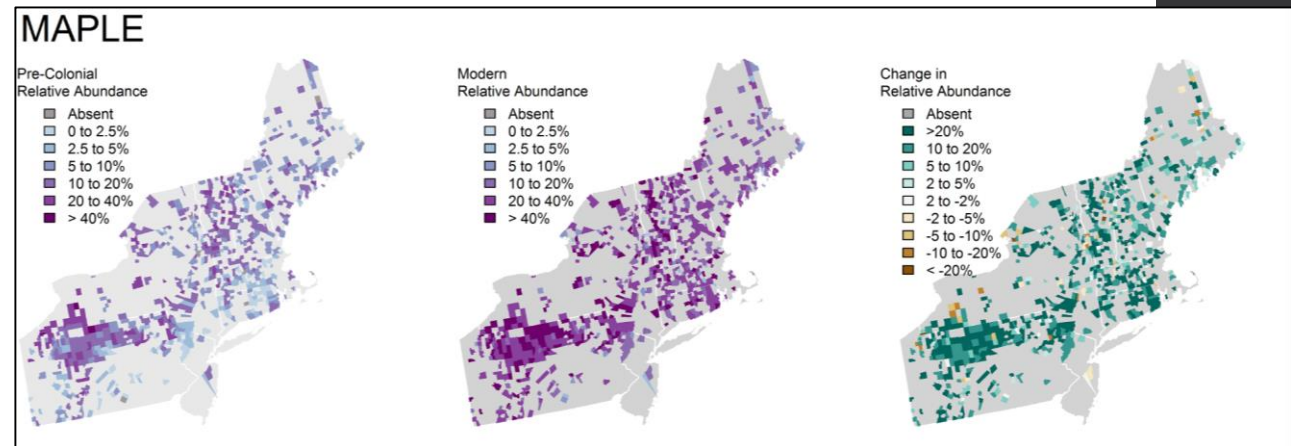 MAPLE
Pre-Colonial
Relative Abundance
Absent
0 to 2.5%
2.5 to 5%
5 to 10%
10 to 20%
20 to 40%
> 40%
Modern
Relative Abundance
Absent
0 to 2.5%
2.5 to 5%
5 to 10%
10 to 20%
20 to 40%
> 40%
Change in
Relative Abundance
Absent
>20%
10 to 20%
5 to 10%
2 to 5%
2 to -2%
-2 to -5%
-5 to -10%
-10 to -20%
< -20%